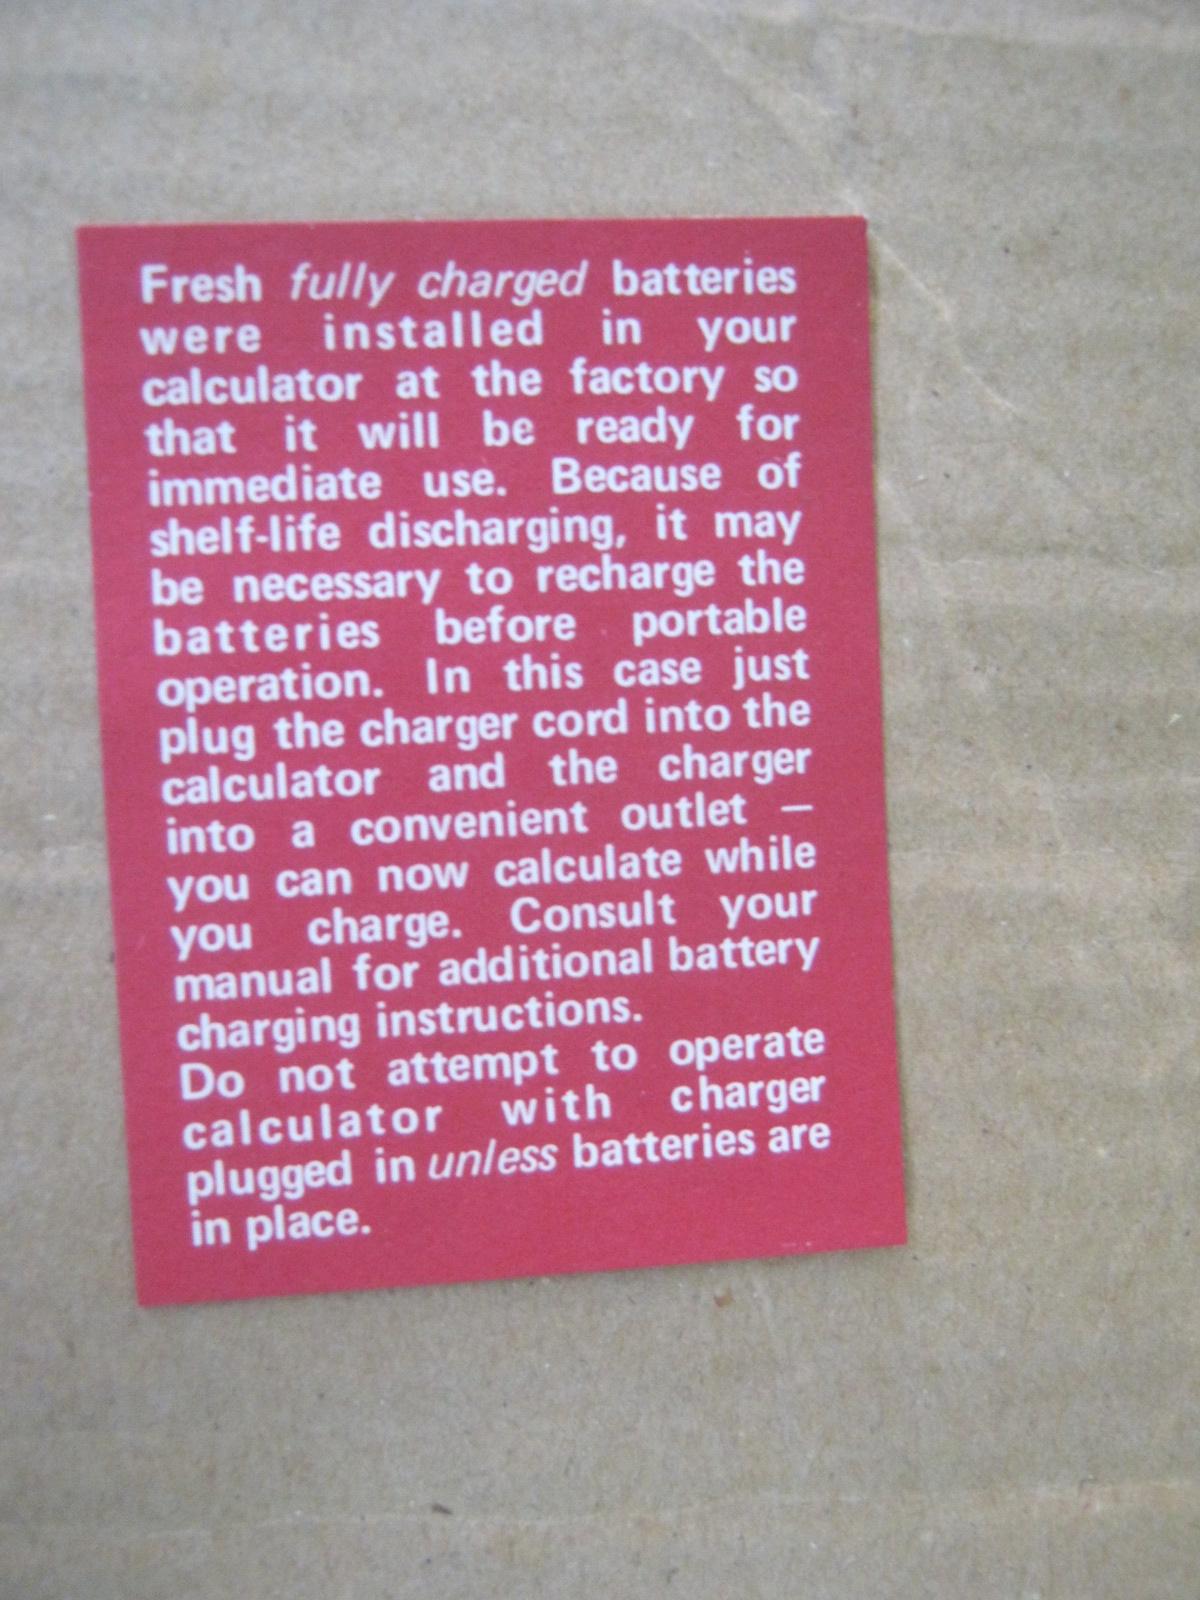 Fresh fully charged batteries
were installed in your
calculator at the factory so
that it will be ready for
immediate use. Because of
shelf-life discharging, it may
be necessary to recharge the
batteries before portable
operation. In this case just
plug the charger cord into the
calculator and the charger
into a convenient outlet —
you can now calculate while
you charge. Consult your
manual for additional battery
charging instructions.
Do not attempt to operate
calculator with charger
plugged in unless batteries are
in place.